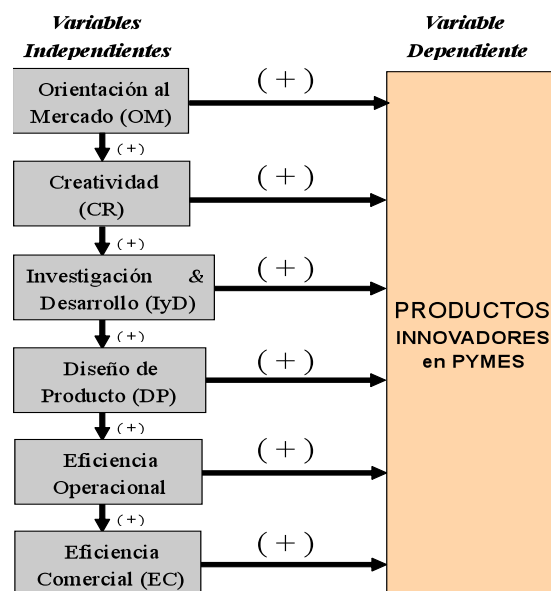 Variables
Independientes
Variable
Dependiente
Orientación al
Mercado (OM)
( + )
(+)
Creatividad
(CR)
( + )
(+)
Investigación &
Desarrollo (IyD)
( + )
(+)
Diseño de
Producto (DP)
( + )
(+)
Eficiencia
Operacional
( + )
(+)
Eficiencia
Comercial (EC)
( + )
PRODUCTOS
INNOVADORES
en PYMES